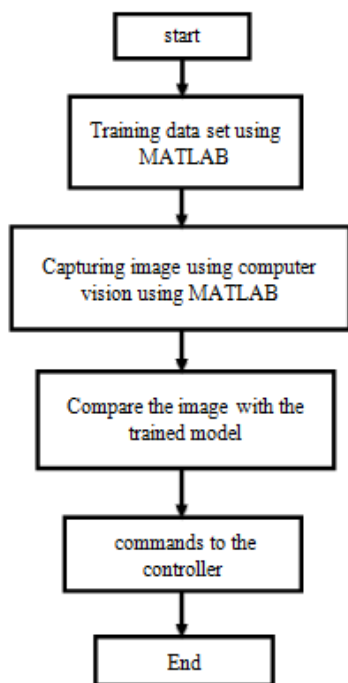 start
Training data set using
MATLAB
Capturing image using computer
vision using MATLAB
Compare the image with the
trained model
commands to the
controller
End